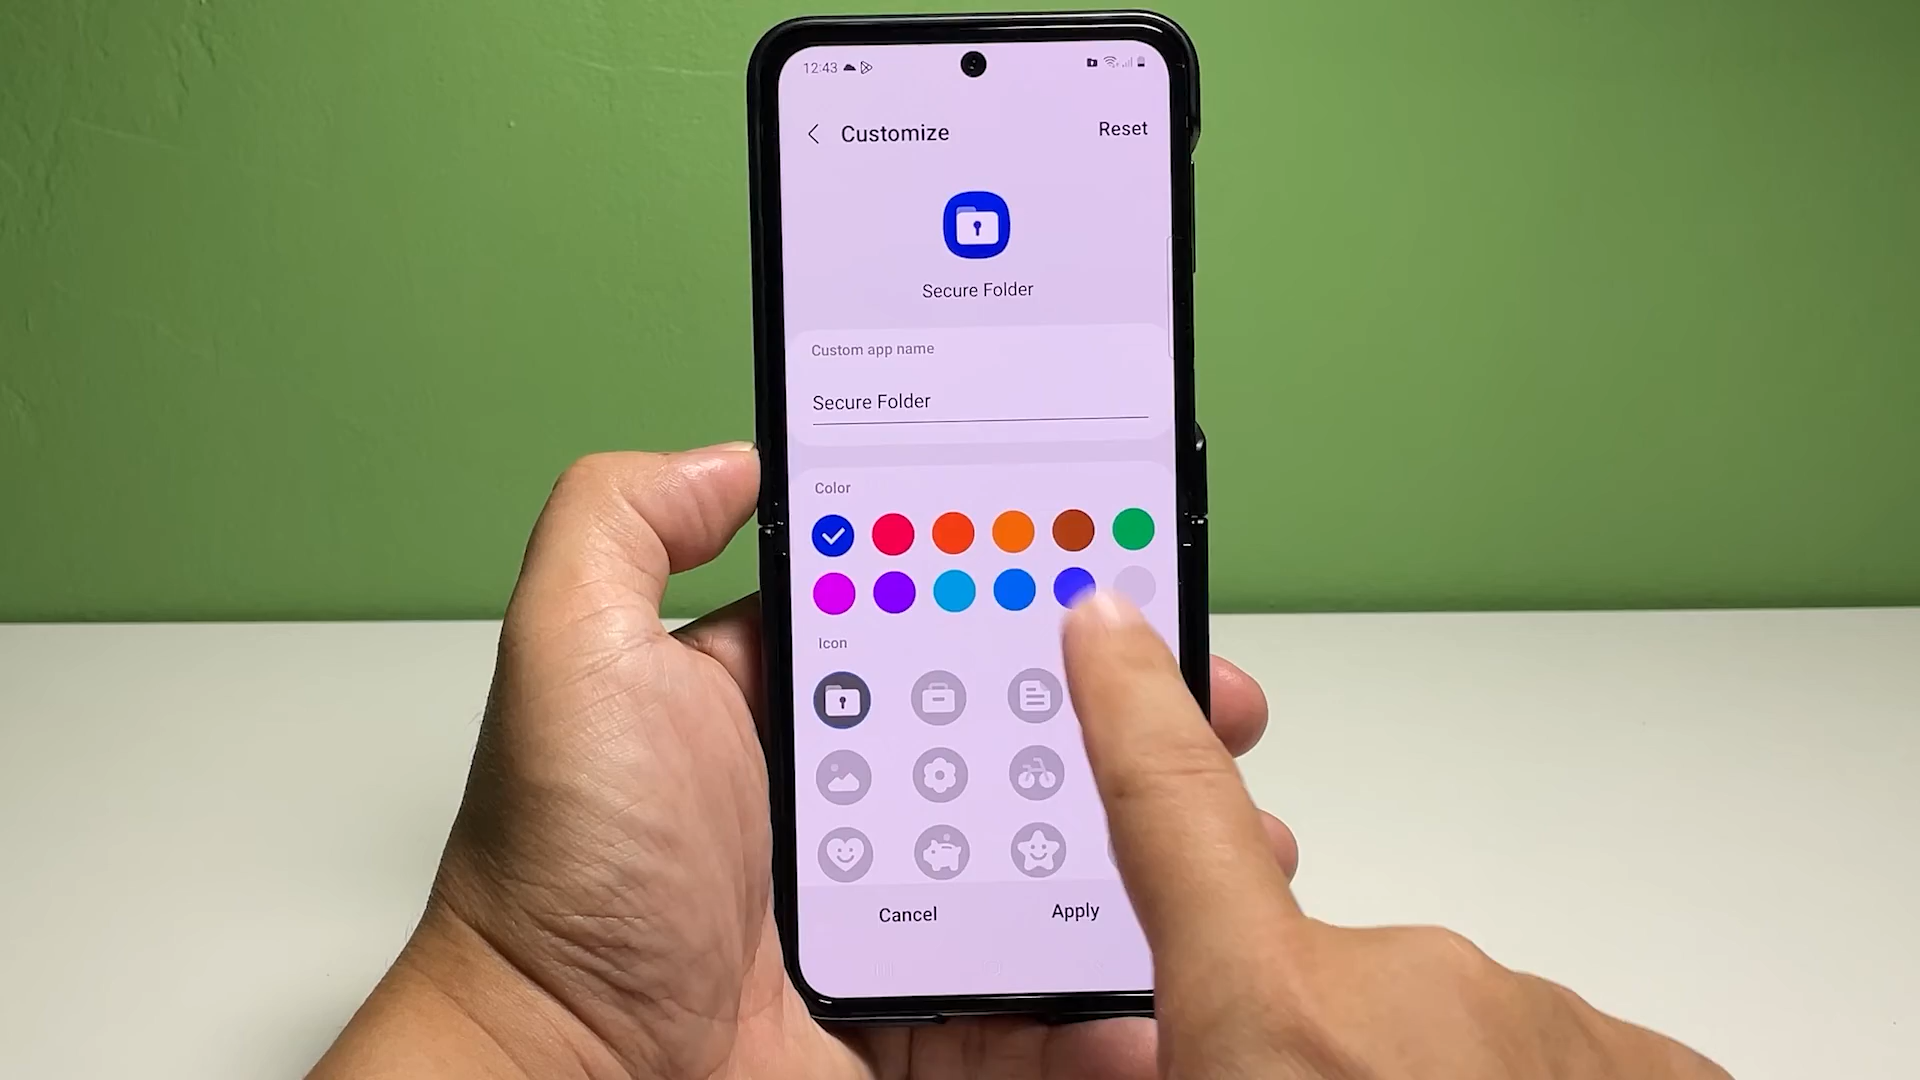 12:43
Customize
Reset
Secure Folder
Custom app name
Secure Folder
Color
Icon
Cancel
Apply